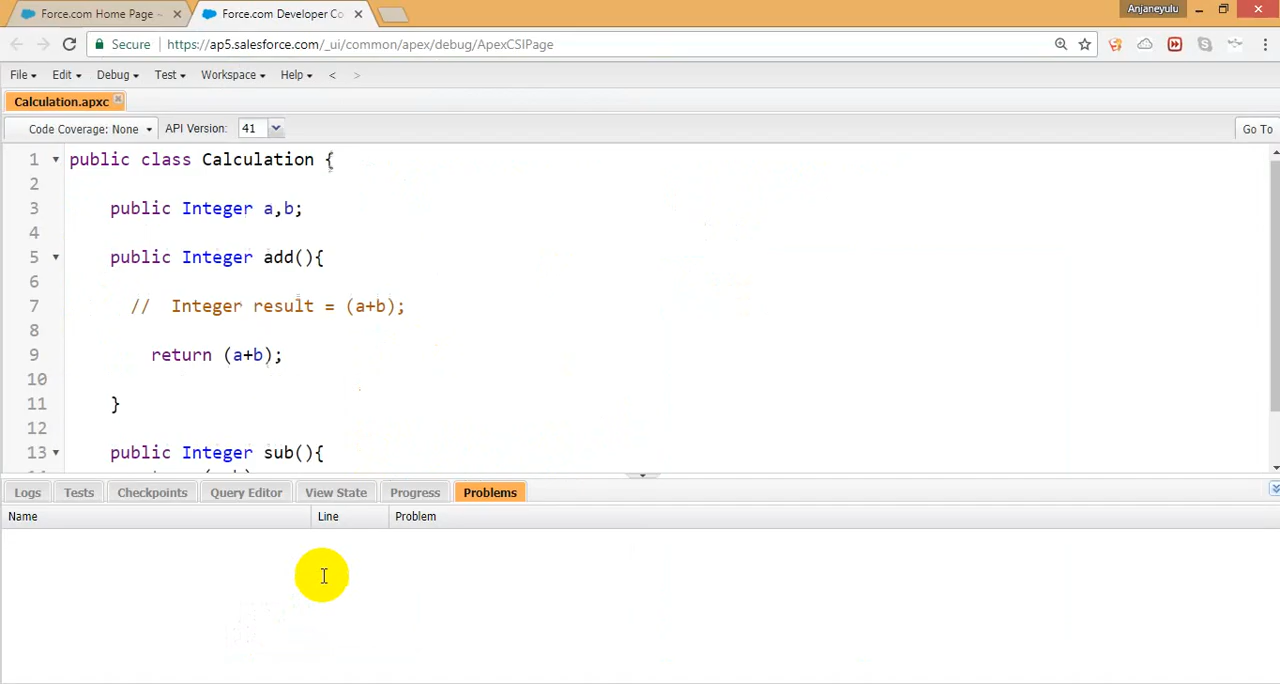 Force.com Home Page ~
Force.com Developer Co
Anjaneyulu
Secure
https://ap5.salesforce.com/_ui/common/apex/debug/ApexCSIPage
File Edit Debug Test Workspace Help < >
Calculation.apxc
Code Coverage: None API Version: 41 Go To
1 public class Calculation {
2
3 public Integer a,b;
4
5 public Integer add(){
6
7 // Integer result = (a+b);
8
9 return (a+b);
10
11 }
12
13 public Integer sub(){
Logs Tests Checkpoints Query Editor View State Progress Problems
Name Line Problem